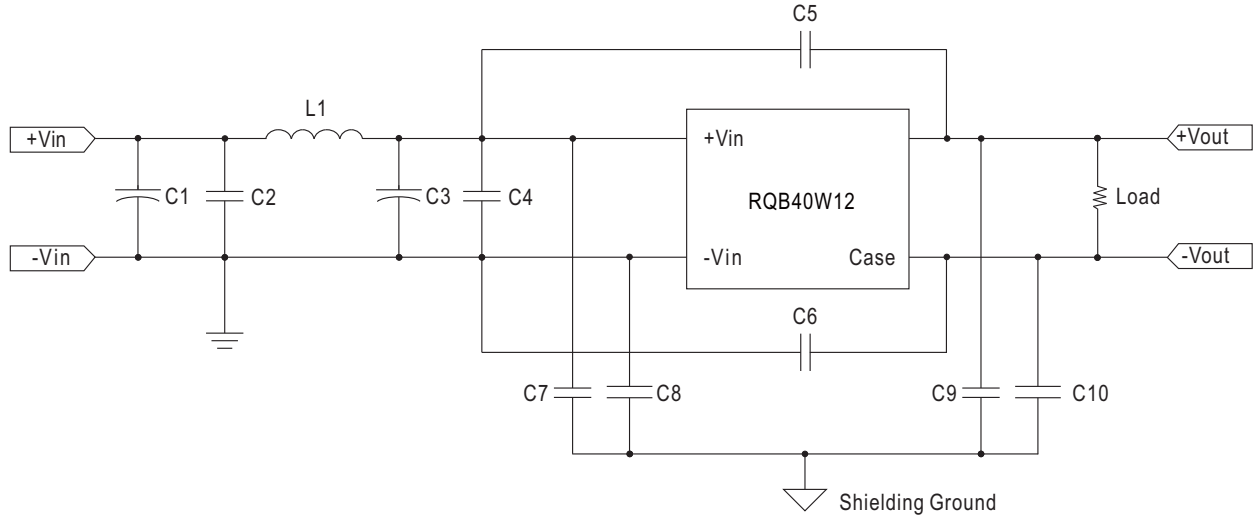 C5
L1
+Vin
+Vin
+Vout
C1
C2
C3
C4
RQB40W12
Load
-Vin
-Vin
Case
-Vout
C6
C7
C8
C9
C10
Shielding Ground